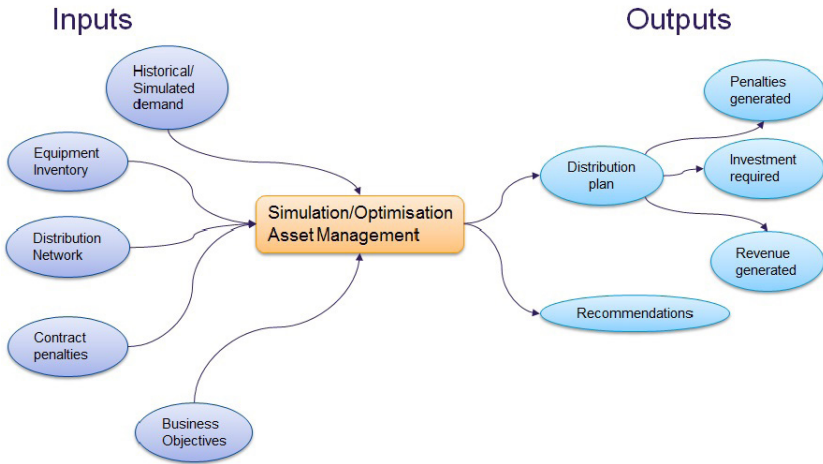 Inputs
Outputs
Historical/
Simulated
demand
Equipment
Inventory
Distribution
Network
Contract
penalties
Business
Objectives
Simulation/Optimisation
Asset Management
Distribution
plan
Recommendations
Penalties
generated
Investment
required
Revenue
generated